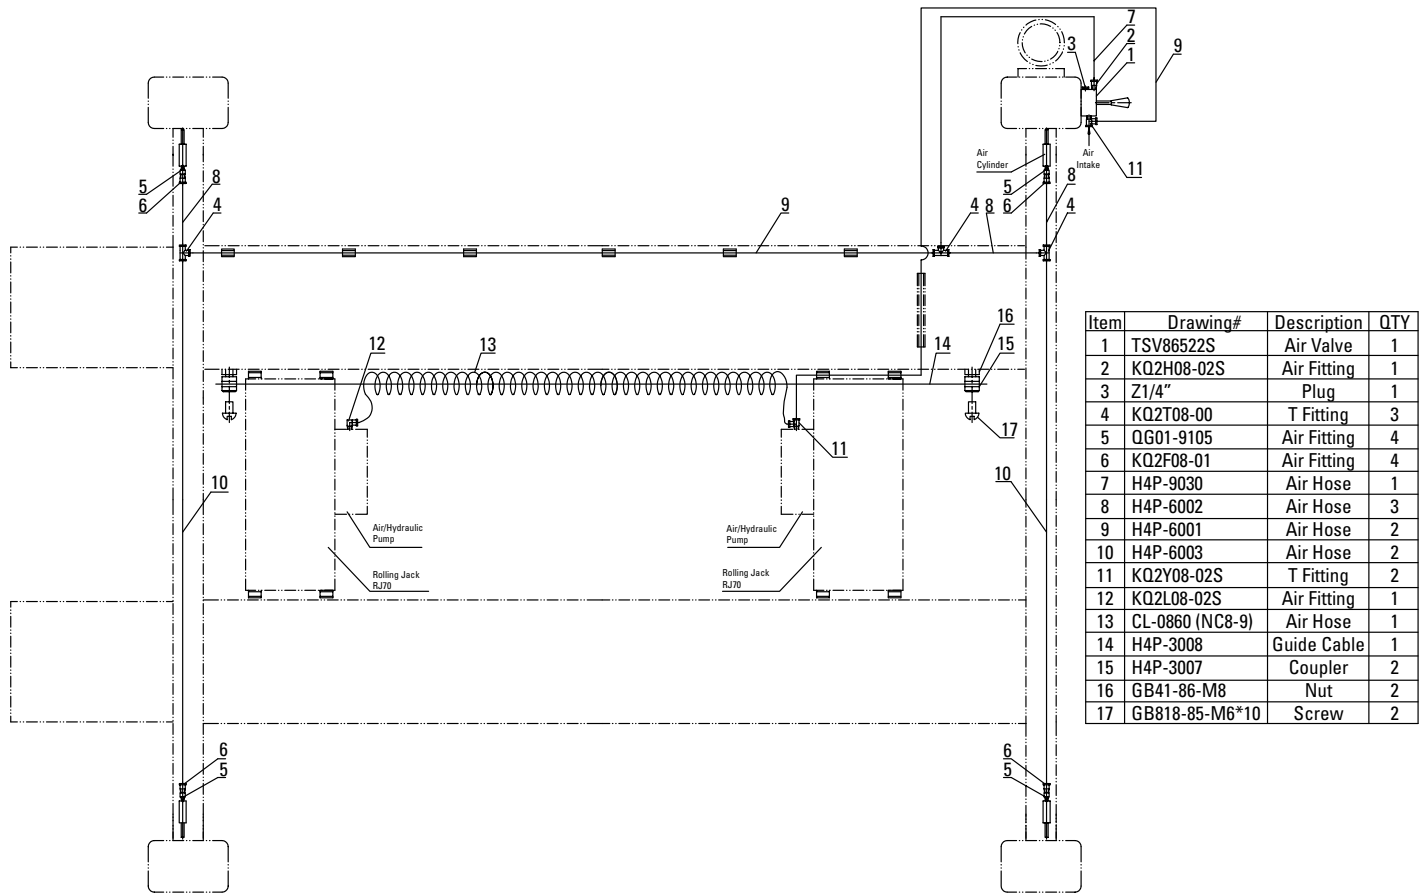 7
2
3
1
9
Air
Cylinder
Air
Intake
11
5
6
8
4
5
6
8
4
9
4
8
16
15
12
13
14
17
11
10
10
Air/Hydraulic
Pump
Air/Hydraulic
Pump
Rolling Jack
RJ70
Rolling Jack
RJ70
6
5
6
5
Item Drawing# Description QTY
1 TSV86522S Air Valve 1
2 KQ2H08-02S Air Fitting 1
3 Z1/4" Plug 1
4 KQ2T08-00 T Fitting 3
5 QG01-9105 Air Fitting 4
6 KQ2F08-01 Air Fitting 4
7 H4P-9030 Air Hose 1
8 H4P-6002 Air Hose 3
9 H4P-6001 Air Hose 2
10 H4P-6003 Air Hose 2
11 KQ2Y08-02S T Fitting 2
12 KQ2L08-02S Air Fitting 1
13 CL-0860 (NC8-9) Air Hose 1
14 H4P-3008 Guide Cable 1
15 H4P-3007 Coupler 2
16 GB41-86-M8 Nut 2
17 GB818-85-M6*10 Screw 2